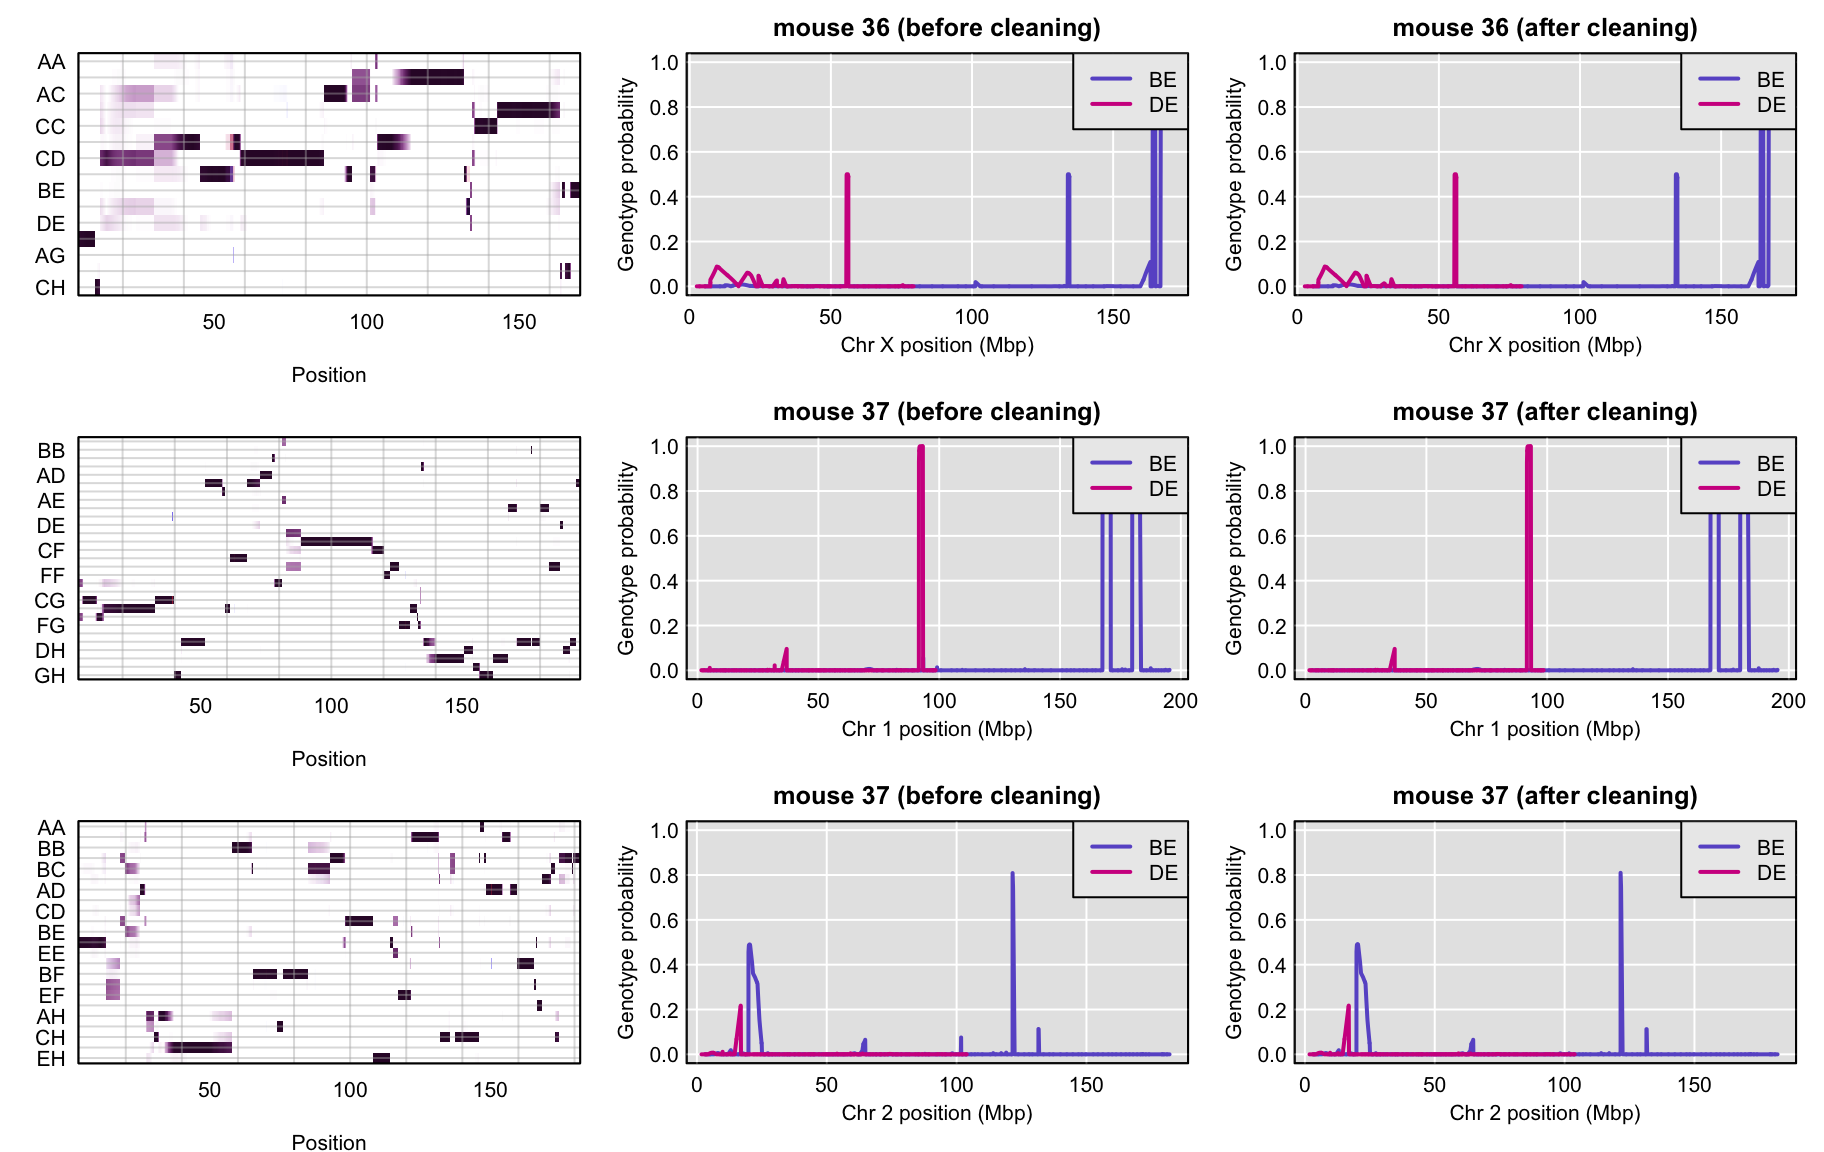 AA
AC
CC
CD
BE
DE
AG
CH
50 100 150
Position
mouse 36 (before cleaning)
Genotype probability
1.0
0.8
0.6
0.4
0.2
0.0
BE
DE
0 50 100 150
Chr X position (Mbp)
mouse 36 (after cleaning)
Genotype probability
1.0
0.8
0.6
0.4
0.2
0.0
BE
DE
0 50 100 150
Chr X position (Mbp)
BB
AD
AE
DE
CF
FF
CG
FG
DH
GH
50 100 150
Position
mouse 37 (before cleaning)
Genotype probability
1.0
0.8
0.6
0.4
0.2
0.0
BE
DE
0 50 100 150 200
Chr 1 position (Mbp)
mouse 37 (after cleaning)
Genotype probability
1.0
0.8
0.6
0.4
0.2
0.0
BE
DE
0 50 100 150 200
Chr 1 position (Mbp)
AA
BB
BC
AD
CD
BE
EE
BF
EF
AH
CH
EH
50 100 150
Position
mouse 37 (before cleaning)
Genotype probability
1.0
0.8
0.6
0.4
0.2
0.0
BE
DE
0 50 100 150
Chr 2 position (Mbp)
mouse 37 (after cleaning)
Genotype probability
1.0
0.8
0.6
0.4
0.2
0.0
BE
DE
0 50 100 150
Chr 2 position (Mbp)